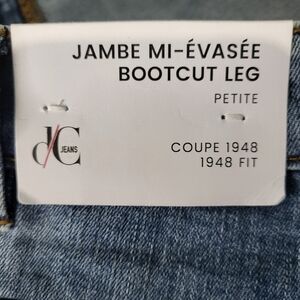 JAMBE MI-ÉVASÉE
BOOTCUT LEG
PETITE
d/C
JEANS
COUPE 1948
1948 FIT